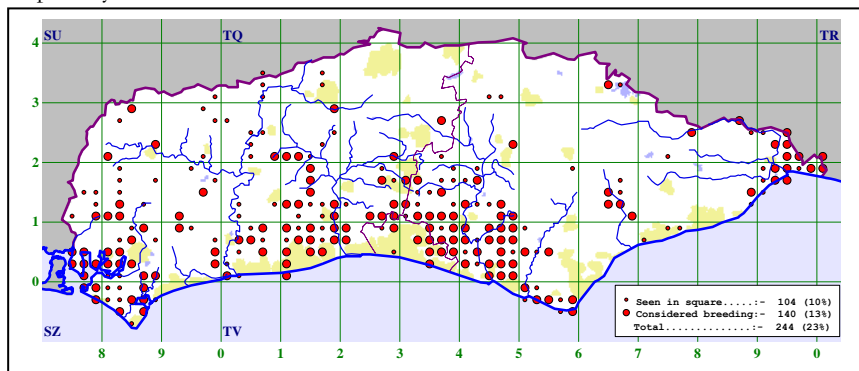 4 SU TQ TR
3
2
1
0
SZ TV
• Seen in square.....:- 104 (10%)
● Considered breeding:- 140 (13%)
Total..............:- 244 (23%)
8 9 0 1 2 3 4 5 6 7 8 9 0